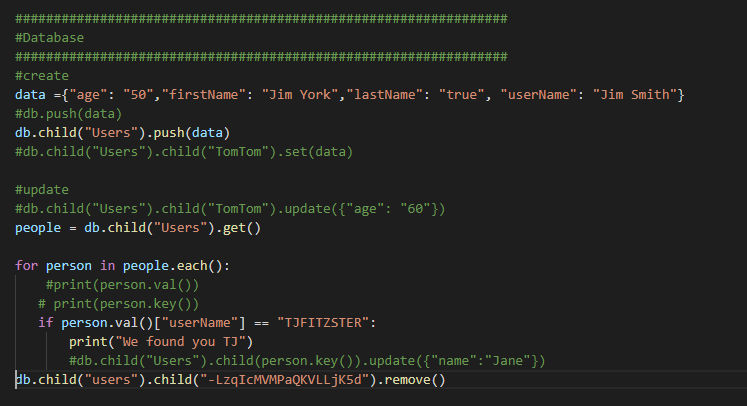 ################################################################
#Database
################################################################
#create
data ={"age": "50","firstName": "Jim York","lastName": "true", "userName": "Jim Smith"}
#db.push(data)
db.child("Users").push(data)
#db.child("Users").child("TomTom").set(data)
#update
#db.child("Users").child("TomTom").update({"age": "60"})
people = db.child("Users").get()
for person in people.each():
    #print(person.val())
   # print(person.key())
   if person.val()["userName"] == "TJFITZSTER":
       print("We found you TJ")
       #db.child("Users").child(person.key()).update({"name":"Jane"})
db.child("users").child("-LzqIcMVMPaQKVLLjK5d").remove()